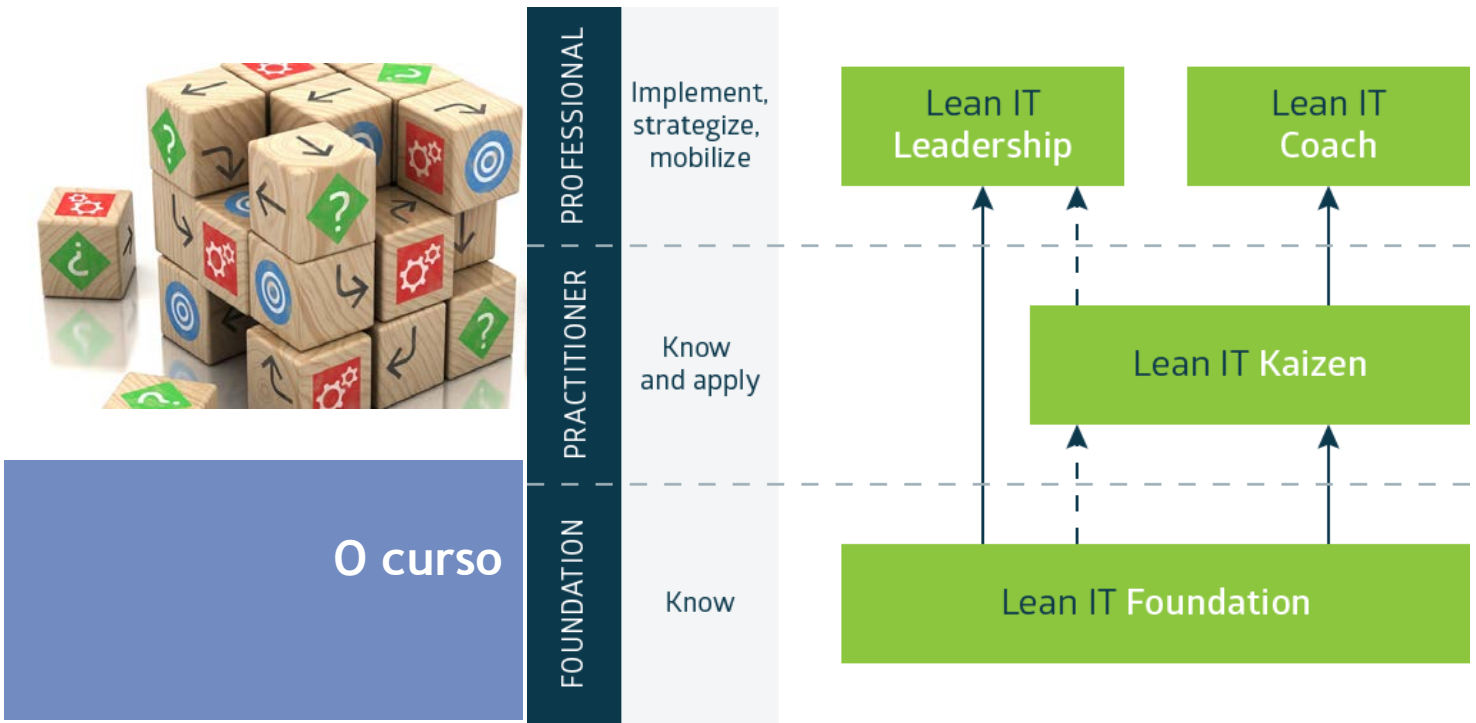 O curso
PROFESSIONAL
Implement,
strategize,
mobilize
Lean IT
Leadership
Lean IT
Coach
PRACTITIONER
Know
and apply
Lean IT Kaizen
FOUNDATION
Know
Lean IT Foundation